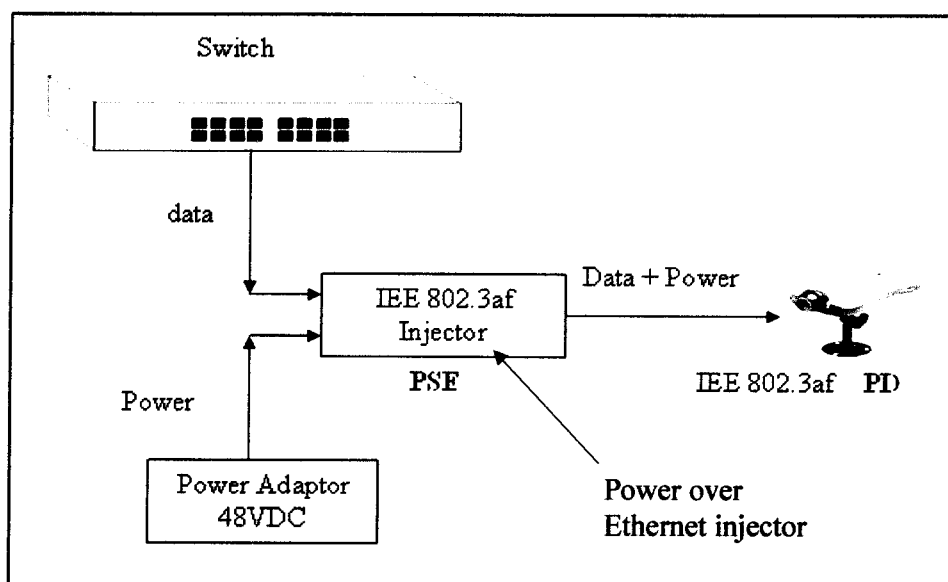 Switch
data
IEE 802.3af
Injector
PSE
Data + Power
IEE 802.3af PD
Power
Power Adaptor
48VDC
Power over
Ethernet injector